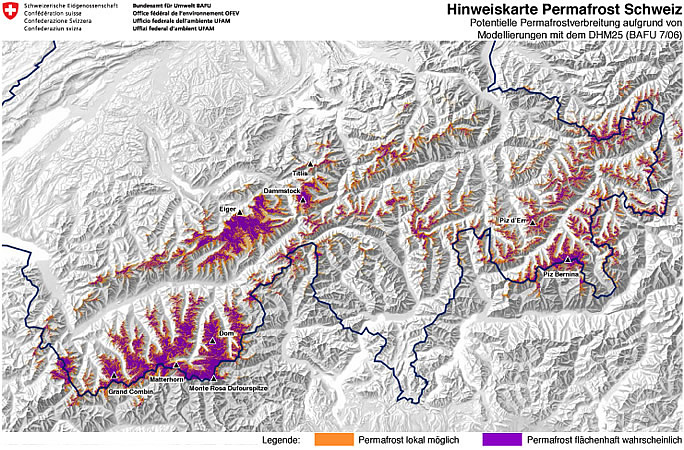 Schweizerische Eidgenossenschaft
Confédération suisse
Confederazione Svizzera
Confederaziun svizra
Bundesamt für Umwelt BAFU
Office fédéral de l'environnement OFEV
Ufficio federale dell'ambiente UFAM
Uffizi federal d'ambient UFAM
Hinweiskarte Permafrost Schweiz
Potentielle Permafrostverbreitung aufgrund von
Modellierungen mit dem DHM25 (BAFU 7/06)
Titlis
Dammstock
Eiger
Piz d'Err
Piz Bernina
Dom
Matterhorn
Grand Combin
Monte Rosa Dufourspitze
Legende:
Permafrost lokal möglich
Permafrost flächenhaft wahrscheinlich